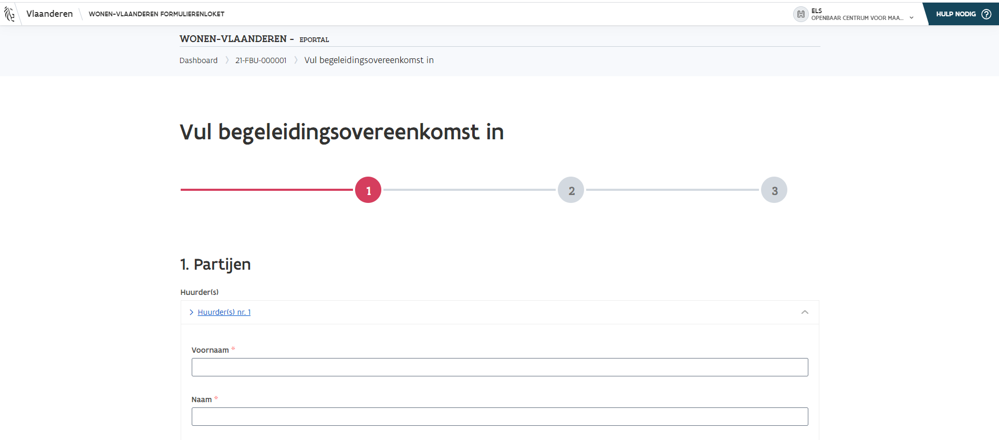 Vlaanderen WONEN-VLAANDEREN FORMULIERENLOKET
ELS
OPENBAAR CENTRUM VOOR MAA...
HULP NODIG ?
WONEN-VLAANDEREN - EPORTAL
Dashboard 21-FBU-000001 Vul begeleidingsovereenkomst in
Vul begeleidingsovereenkomst in
1 2 3
1. Partijen
Huurder(s)
Huurder(s) nr. 1
Voornaam *
Naam *